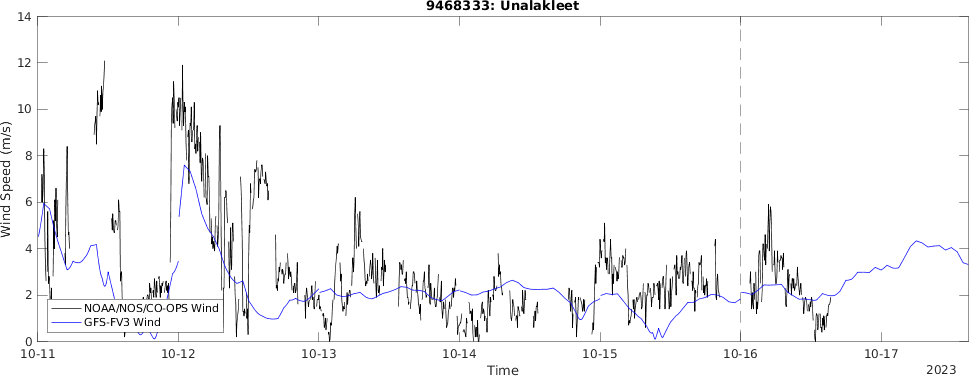 9468333: Unalakleet
14
12
10
8
6
4
2
0
Wind Speed (m/s)
NOAA/NOS/CO-OPS Wind
GFS-FV3 Wind
10-11 10-12 10-13 10-14 10-15 10-16 10-17
Time
2023